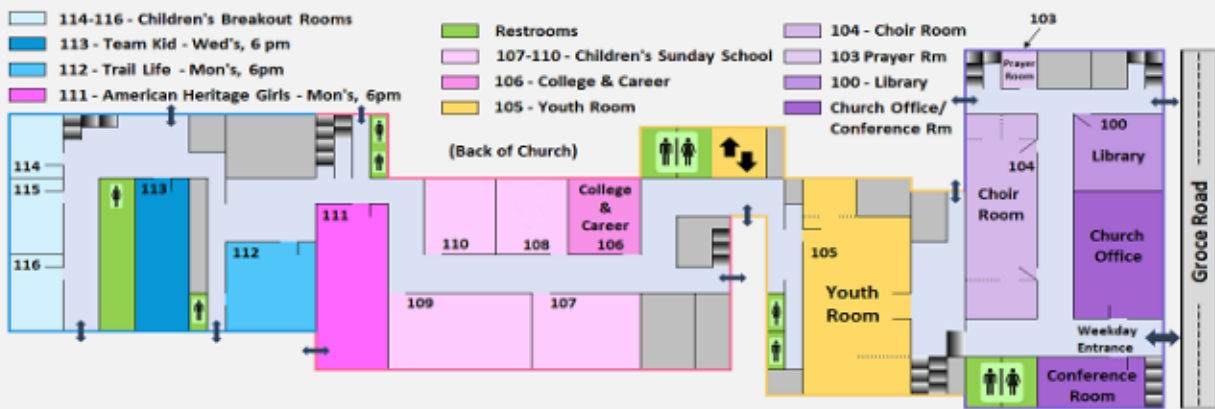 114-116 - Children's Breakout Rooms
113 - Team Kid - Wed's, 6 pm
112 - Trail Life - Mon's, 6pm
111 - American Heritage Girls - Mon's, 6pm
Restrooms
107-110 - Children's Sunday School
106 - College & Career
105 - Youth Room
104 - Choir Room
103 Prayer Rm
100 - Library
Church Office/
Conference Rm
103
Prayer
Room
(Back of Church)
114
115
116
113
112
111
110
108
College
&
Career
106
109
107
105
Youth
Room
104
Choir
Room
100
Library
Church
Office
Weekday
Entrance
Conference
Room
Groce Road